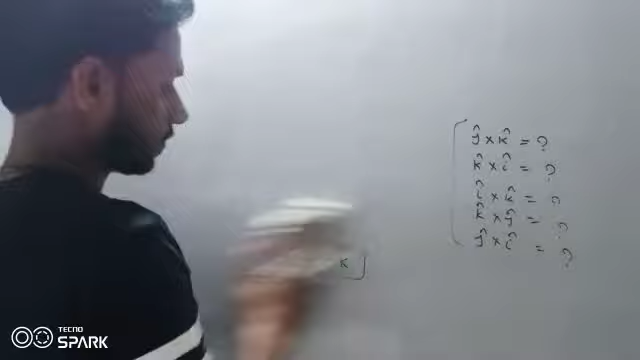 ĵ × k̂ = ?
k̂ × î = ?
î × k̂ = ?
k̂ × ĵ = ?
ĵ × î = ?
k
TECNO
SPARK